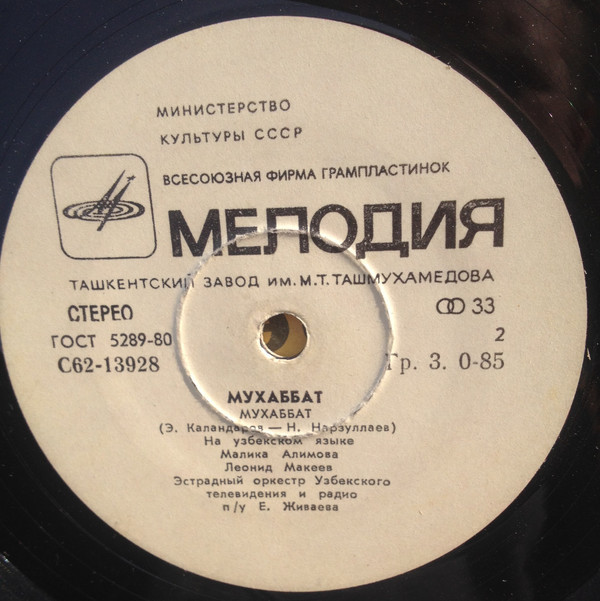 МИНИСТЕРСТВО
КУЛЬТУРЫ СССР
ВСЕСОЮЗНАЯ ФИРМА ГРАМПЛАСТИНОК
МЕЛОДИЯ
ТАШКЕНТСКИЙ ЗАВОД ИМ. М.Т. ТАШМУХАМЕДОВА
СТЕРЕО 33
ГОСТ 5289-80 2
С62-13928 Гр. 3. 0-85
МУХАББАТ
МУХАББАТ
(Э. Каландаров — Н. Нарзуллаев)
На узбекском языке
Малика Алимова
Леонид Макеев
Эстрадный оркестр Узбекского
телевидения и радио
п/у Е. Живаева